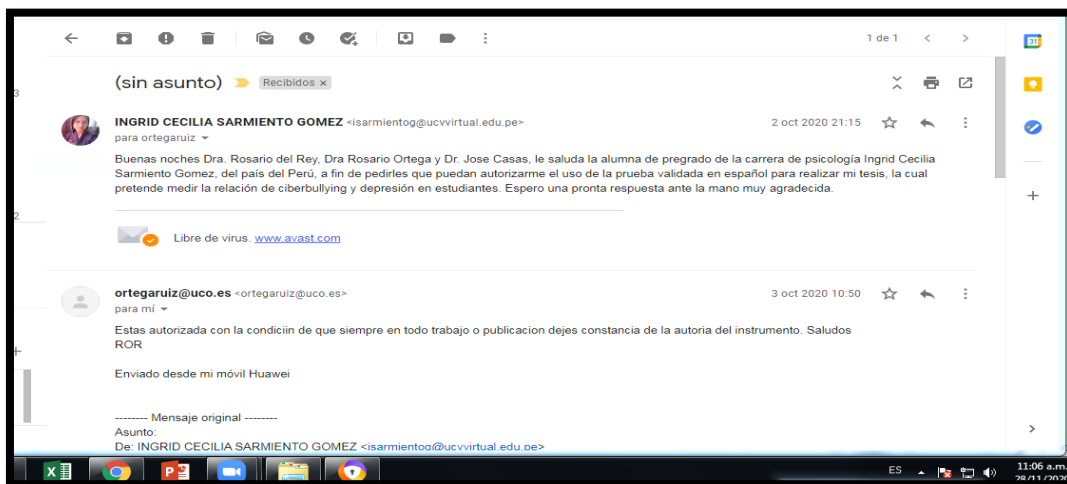 1 de 1
31
(sin asunto) Recibidos x
3
INGRID CECILIA SARMIENTO GOMEZ <isarmientog@ucvvirtual.edu.pe> 2 oct 2020 21:15
para ortegaruiz
Buenas noches Dra. Rosario del Rey, Dra Rosario Ortega y Dr. Jose Casas, le saluda la alumna de pregrado de la carrera de psicología Ingrid Cecilia
Sarmiento Gomez, del país del Perú, a fin de pedirles que puedan autorizarme el uso de la prueba validada en español para realizar mi tesis, la cual
pretende medir la relación de ciberbullying y depresión en estudiantes. Espero una pronta respuesta ante la mano muy agradecida.
2
Libre de virus. www.avast.com
ortegaruiz@uco.es <ortegaruiz@uco.es> 3 oct 2020 10:50
para mí
Estas autorizada con la condiciin de que siempre en todo trabajo o publicacion dejes constancia de la autoria del instrumento. Saludos
ROR
Enviado desde mi móvil Huawei
-------- Mensaje original --------
Asunto:
De: INGRID CECILIA SARMIENTO GOMEZ <isarmientog@ucvvirtual.edu.pe>
ES 11:06 a.m.
28/11/2020